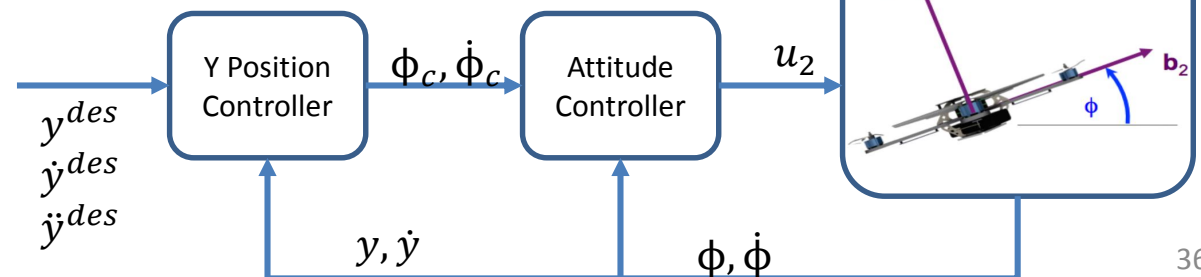 Y Position
Controller
ϕ_c, ϕ̇_c
Attitude
Controller
u_2
b_2
ϕ
y^{des}
ẏ^{des}
ÿ^{des}
y, ẏ
ϕ, ϕ̇
36